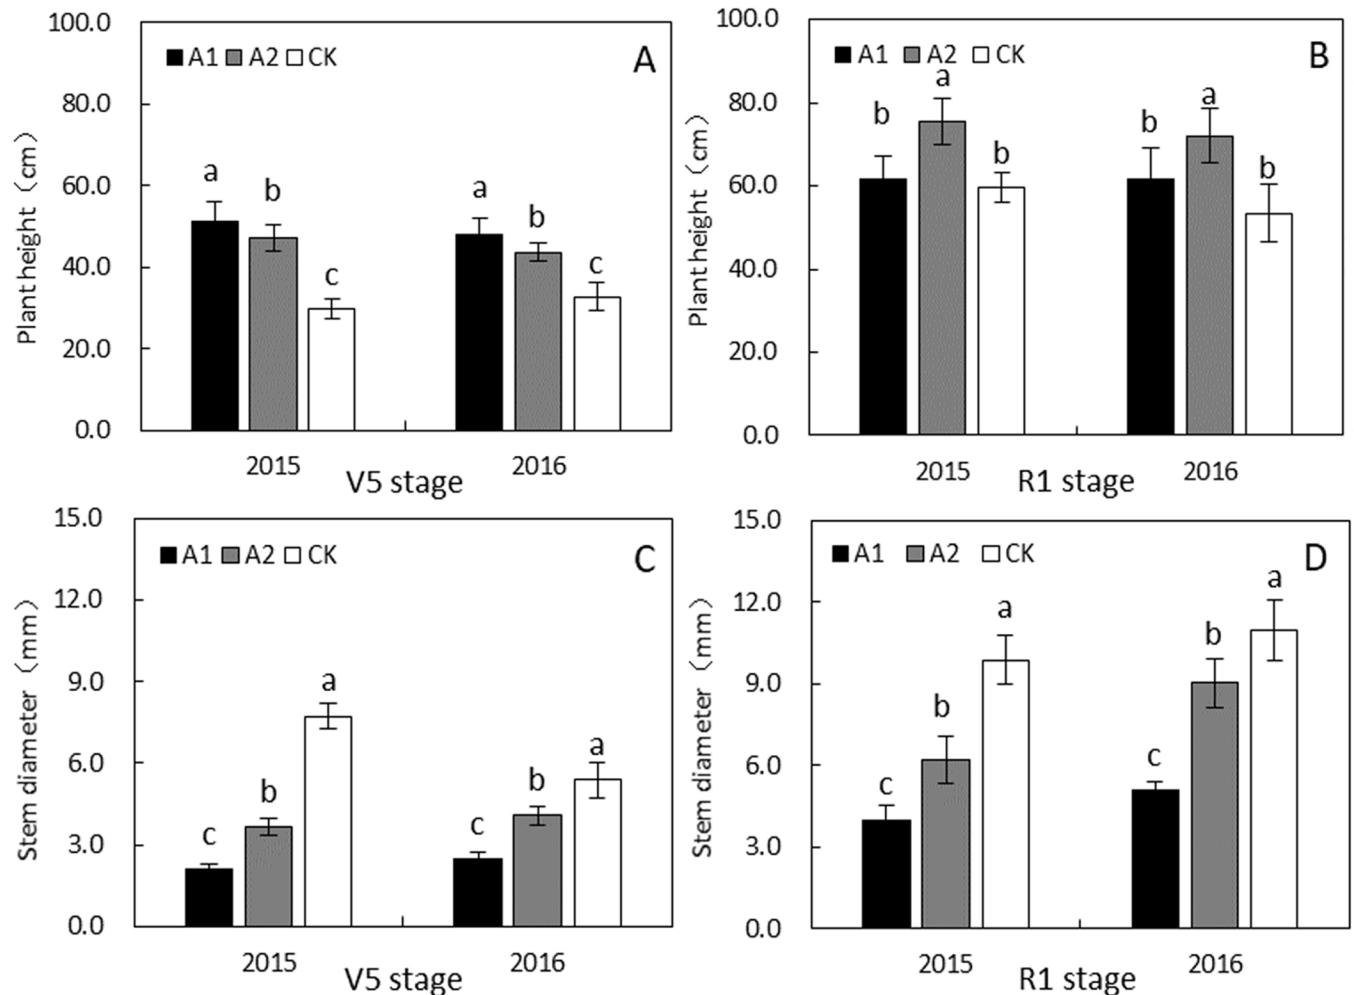 100.0
80.0
60.0
40.0
20.0
0.0
Plant height (cm)
A1 A2 CK
A
a
b
c
a
b
c
2015
2016
V5 stage
100.0
80.0
60.0
40.0
20.0
0.0
Plant height (cm)
A1 A2 CK
B
b
a
b
b
a
b
2015
2016
R1 stage
15.0
12.0
9.0
6.0
3.0
0.0
Stem diameter (mm)
A1 A2 CK
C
c
b
a
c
b
a
2015
2016
V5 stage
15.0
12.0
9.0
6.0
3.0
0.0
Stem diameter (mm)
A1 A2 CK
D
c
b
a
c
b
a
2015
2016
R1 stage